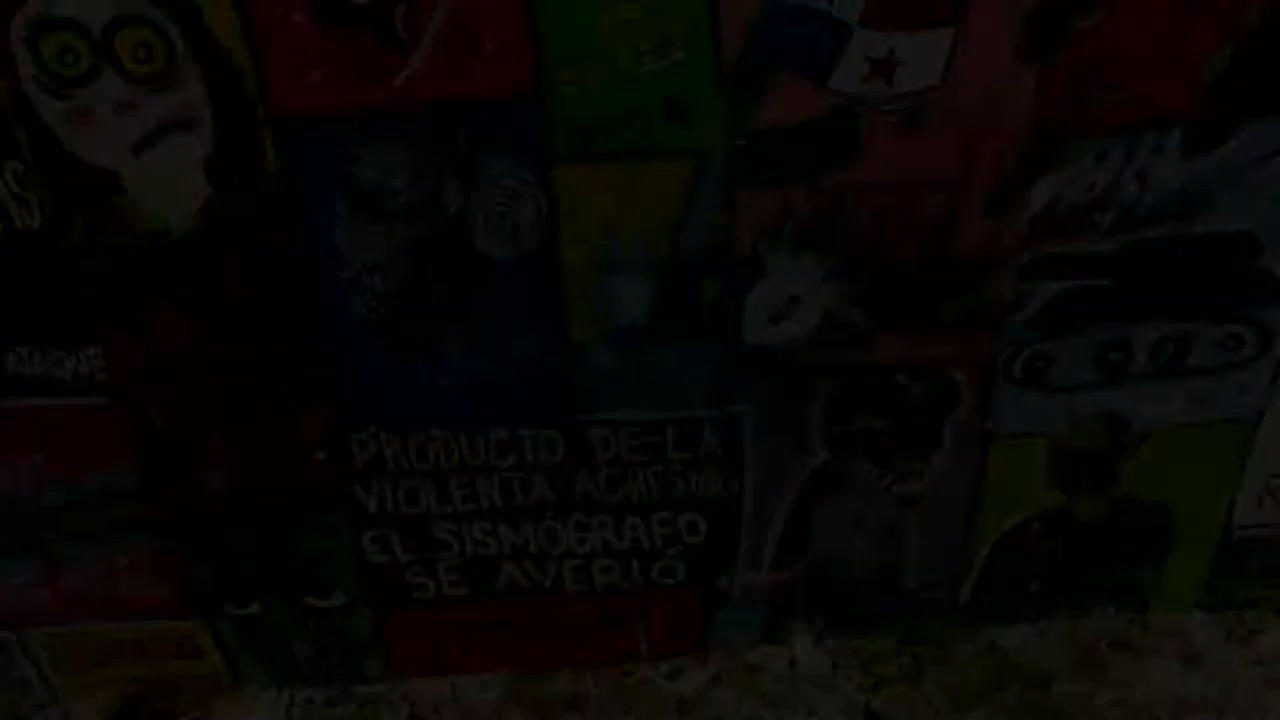 PRODUCTO DE LA
VIOLENTA AGRESIÓN
EL SISMÓGRAFO
SE AVERIÓ